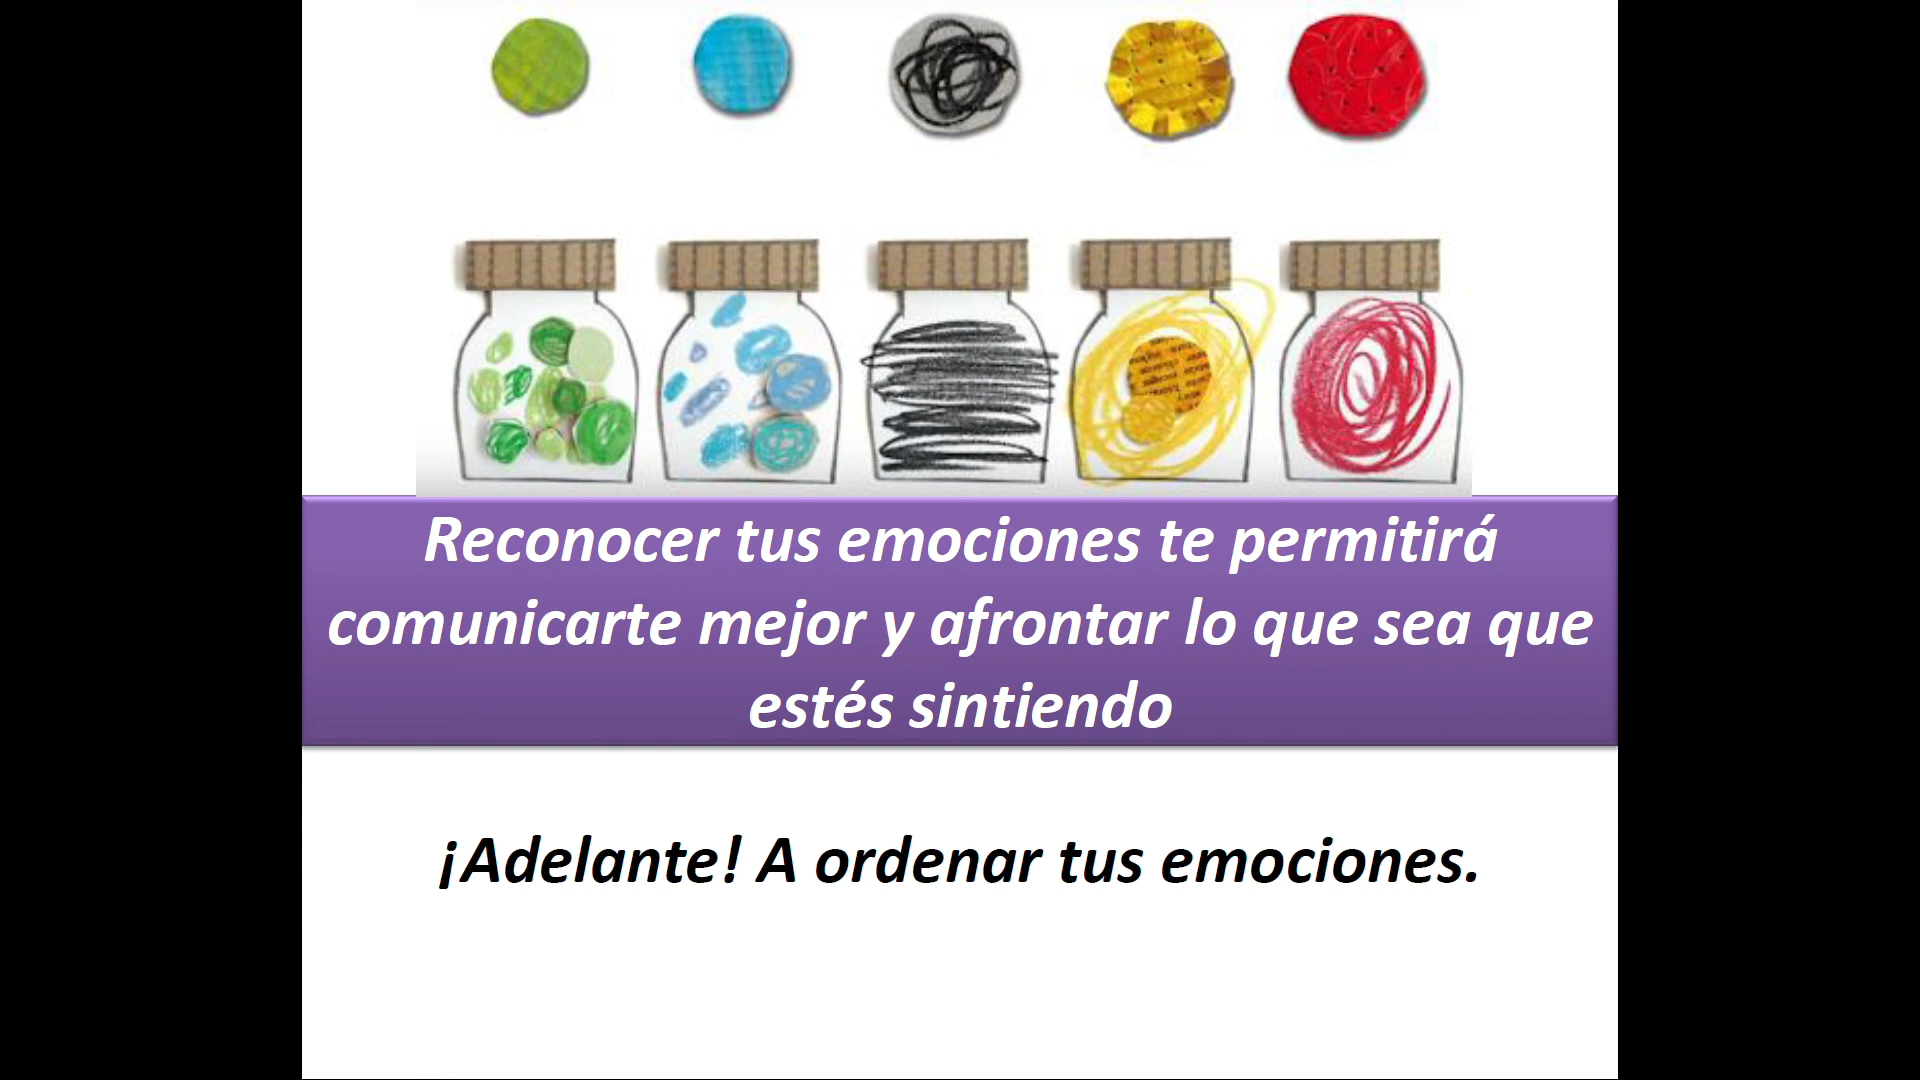 Reconocer tus emociones te permitirá
comunicarte mejor y afrontar lo que sea que
estés sintiendo
¡Adelante! A ordenar tus emociones.